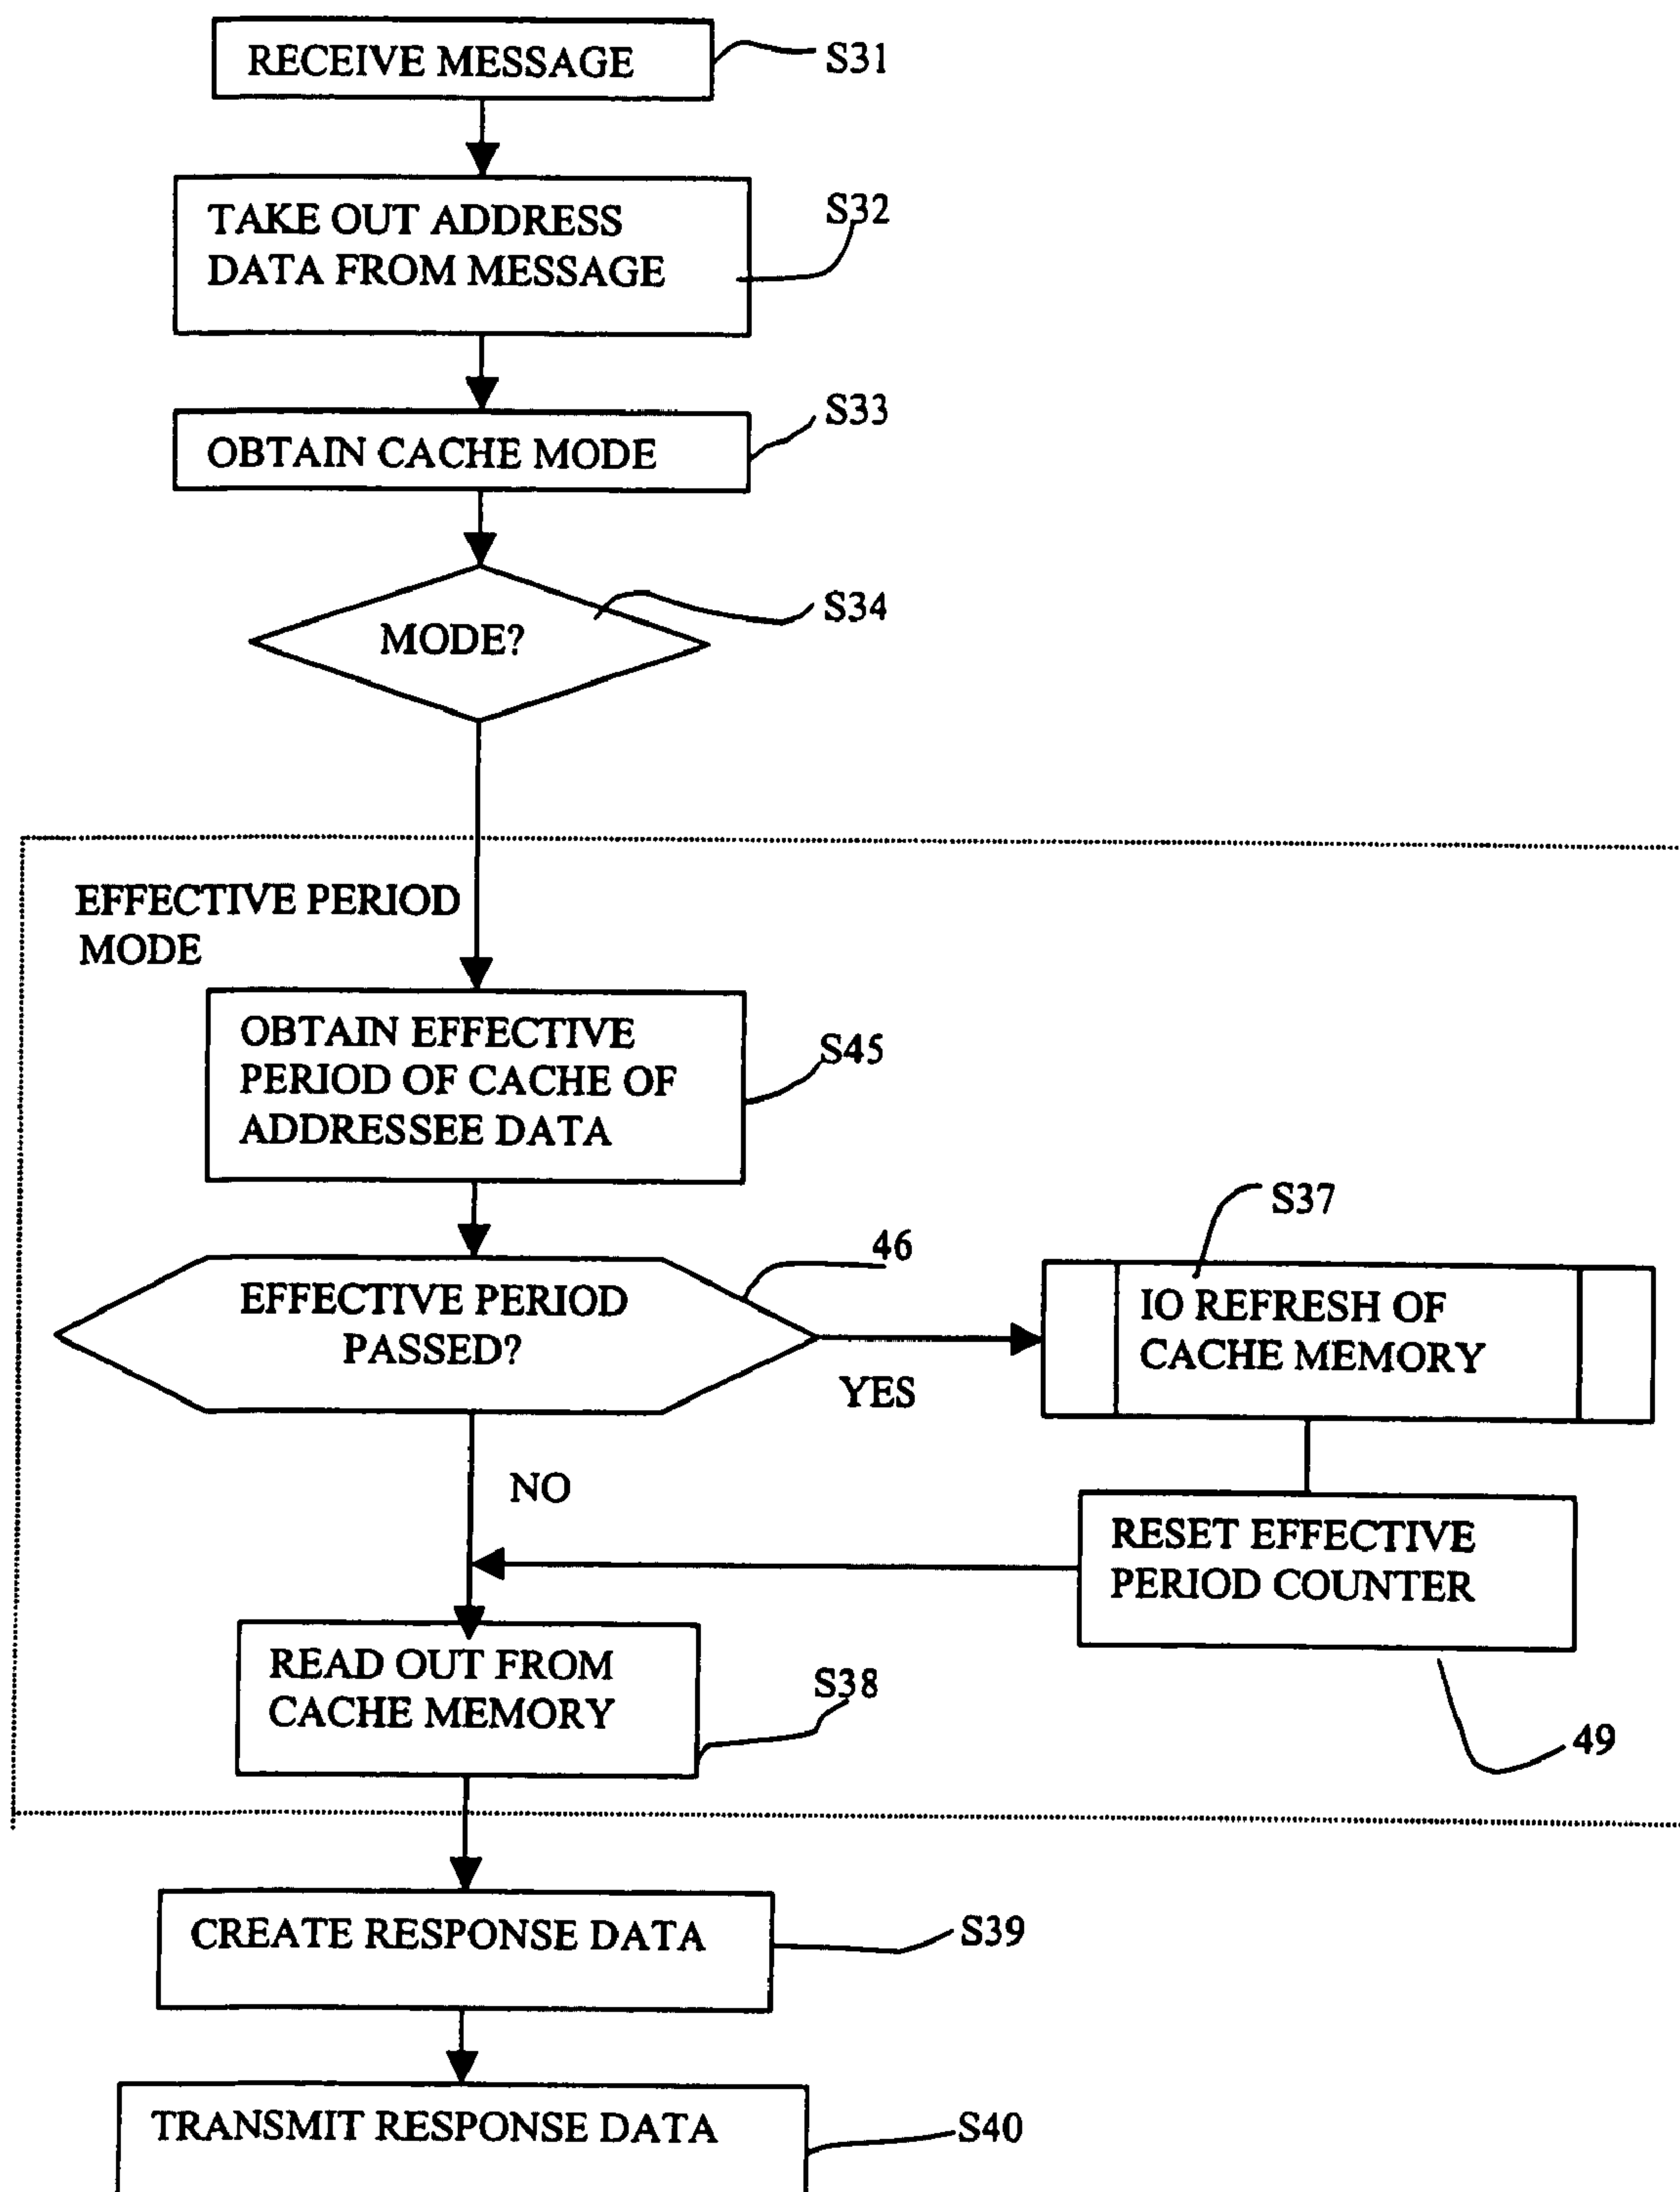 RECEIVE MESSAGE
S31
TAKE OUT ADDRESS
DATA FROM MESSAGE
S32
OBTAIN CACHE MODE
S33
MODE?
S34
EFFECTIVE PERIOD
MODE
OBTAIN EFFECTIVE
PERIOD OF CACHE OF
ADDRESSEE DATA
S45
EFFECTIVE PERIOD
PASSED?
46
YES
NO
S37
IO REFRESH OF
CACHE MEMORY
RESET EFFECTIVE
PERIOD COUNTER
49
READ OUT FROM
CACHE MEMORY
S38
CREATE RESPONSE DATA
S39
TRANSMIT RESPONSE DATA
S40